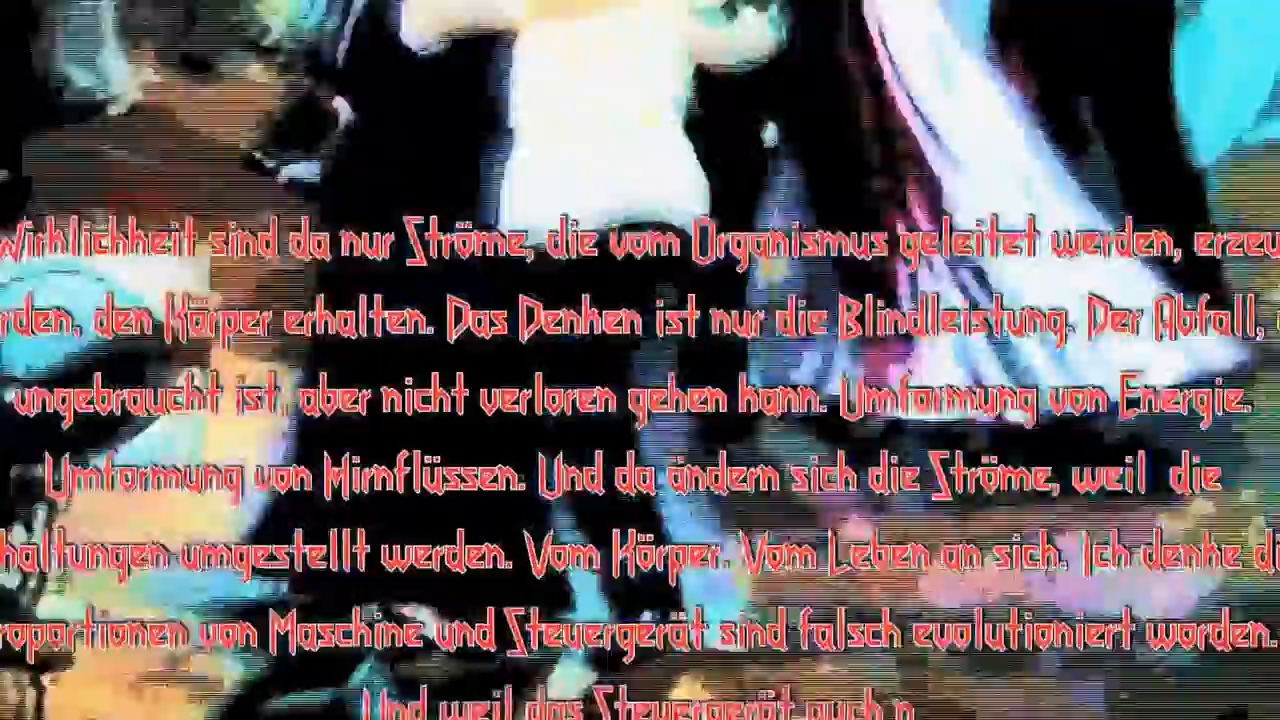 Wirklichkeit sind da nur Ströme, die vom Organismus geleitet werden, erzeu
rden, den Körper erhalten. Das Denken ist nur die Blindleistung. Der Abfall,
ungebraucht ist, aber nicht verloren gehen kann. Umformung von Energie.
Umformung von Hirnflüssen. Und da ändern sich die Ströme, weil die
haltungen umgestellt werden. Vom Körper. Vom Leben an sich. Ich denke di
roportionen von Maschine und Steuergerät sind falsch evolutioniert worden.
Und weil das Steuergerät auch n